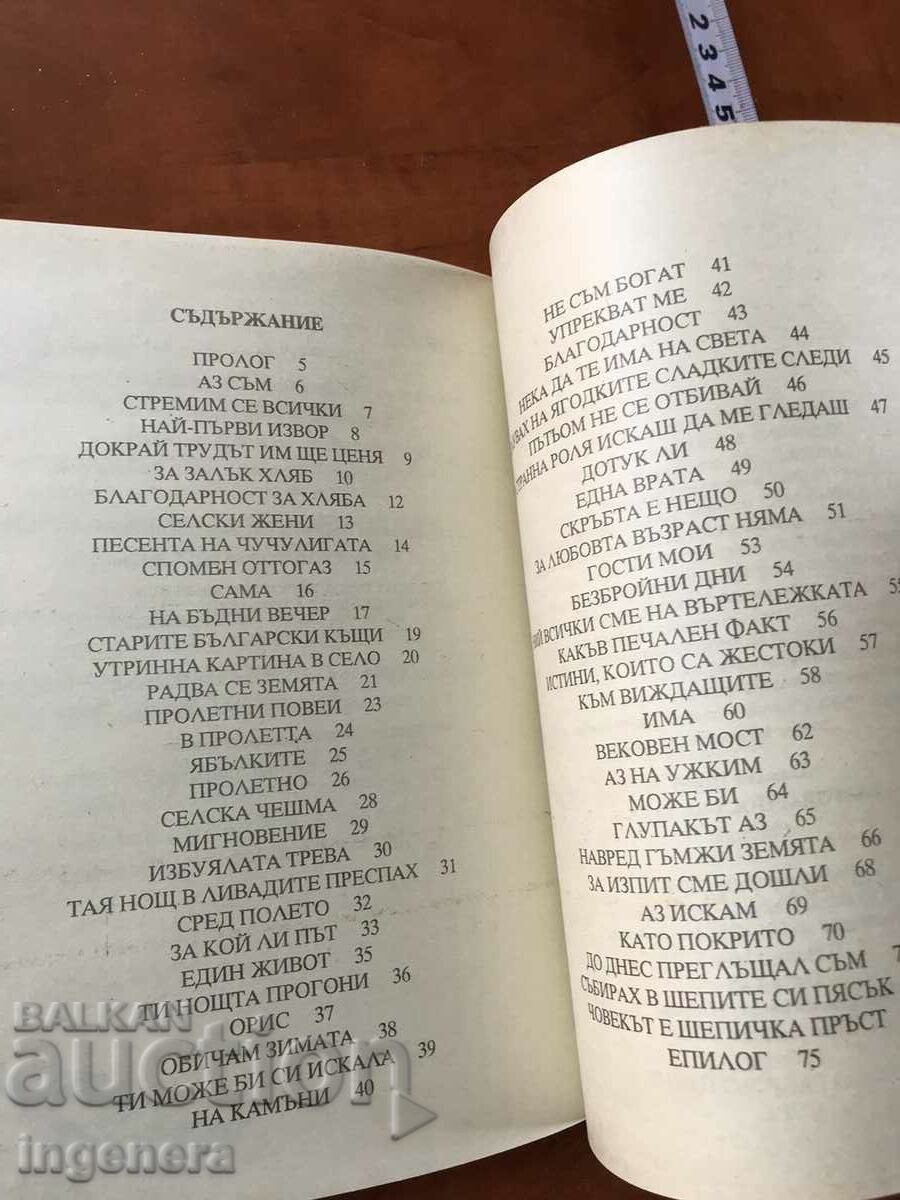 2 3 4 5
СЪДЪРЖАНИЕ
ПРОЛОГ 5
АЗ СЪМ 6
СТРЕМИМ СЕ ВСИЧКИ 7
НАЙ-ПЪРВИ ИЗВОР 8
ДОКРАЙ ТРУДЪТ ИМ ЩЕ ЦЕНЯ 9
ЗА ЗАЛЪК ХЛЯБ 10
БЛАГОДАРНОСТ ЗА ХЛЯБА 12
СЕЛСКИ ЖЕНИ 13
ПЕСЕНТА НА ЧУЧУЛИГАТА 14
СПОМЕН ОТТОГАЗ 15
САМА 16
НА БЪДНИ ВЕЧЕР 17
СТАРИТЕ БЪЛГАРСКИ КЪЩИ 19
УТРИННА КАРТИНА В СЕЛО 20
РАДВА СЕ ЗЕМЯТА 21
ПРОЛЕТНИ ПОВЕИ 23
В ПРОЛЕТТА 24
ЯБЪЛКИТЕ 25
ПРОЛЕТНО 26
СЕЛСКА ЧЕШМА 28
МИГНОВЕНИЕ 29
ИЗБУЯЛАТА ТРЕВА 30
ТАЯ НОЩ В ЛИВАДИТЕ ПРЕСПАХ 31
СРЕД ПОЛЕТО 32
ЗА КОЙ ЛИ ПЪТ 33
ЕДИН ЖИВОТ 35
ТИ НОЩТА ПРОГОНИ 36
ОРИС 37
ОБИЧАМ ЗИМАТА 38
ТИ МОЖЕ БИ СИ ИСКАЛА 39
НА КАМЪНИ 40
НЕ СЪМ БОГАТ 41
УПРЕКВАТ МЕ 42
БЛАГОДАРНОСТ 43
НЕКА ДА ТЕ ИМА НА СВЕТА 44
НА ЯГОДКИТЕ СЛАДКИТЕ СЛЕДИ 45
ПЪТЬОМ НЕ СЕ ОТБИВАЙ 46
РОЛЯ ИСКАШ ДА МЕ ГЛЕДАШ 47
ДОТУК ЛИ 48
ЕДНА ВРАТА 49
СКРЪБТА Е НЕЩО 50
ЗА ЛЮБОВТА ВЪЗРАСТ НЯМА 51
ГОСТИ МОИ 53
БЕЗБРОЙНИ ДНИ 54
ВСИЧКИ СМЕ НА ВЪРТЕЛЕЖКАТА 55
КАКЪВ ПЕЧАЛЕН ФАКТ 56
ИСТИНИ, КОИТО СА ЖЕСТОКИ 57
КЪМ ВИЖДАЩИТЕ 58
ИМА 60
ВЕКОВЕН МОСТ 62
АЗ НА УЖКИМ 63
МОЖЕ БИ 64
ГЛУПАКЪТ АЗ 65
НАВРЕД ГЪМЖИ ЗЕМЯТА 66
ЗА ИЗПИТ СМЕ ДОШЛИ 68
АЗ ИСКАМ 69
КАТО ПОКРИТО 70
ДО ДНЕС ПРЕГЛЪЩАЛ СЪМ
СЪБИРАХ В ШЕПИТЕ СИ ПЯСЪК
ЧОВЕКЪТ Е ШЕПИЧКА ПРЪСТ
ЕПИЛОГ 75
BALKAN
auction
ingenera